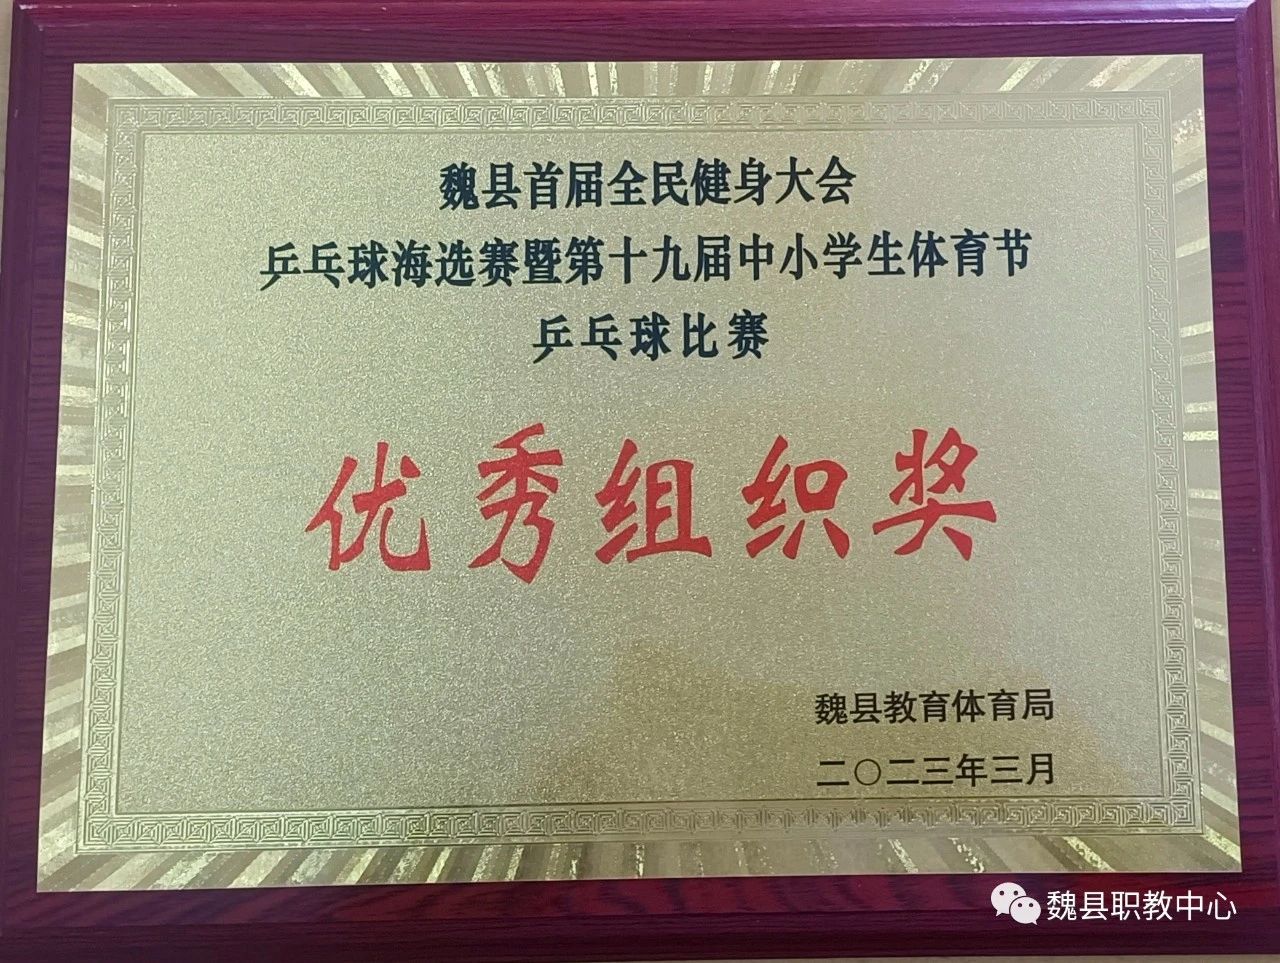 魏县首届全民健身大会
乒乓球海选赛暨第十九届中小学生体育节
乒乓球比赛
优秀组织奖
魏县教育体育局
二〇二三年三月
魏县职教中心